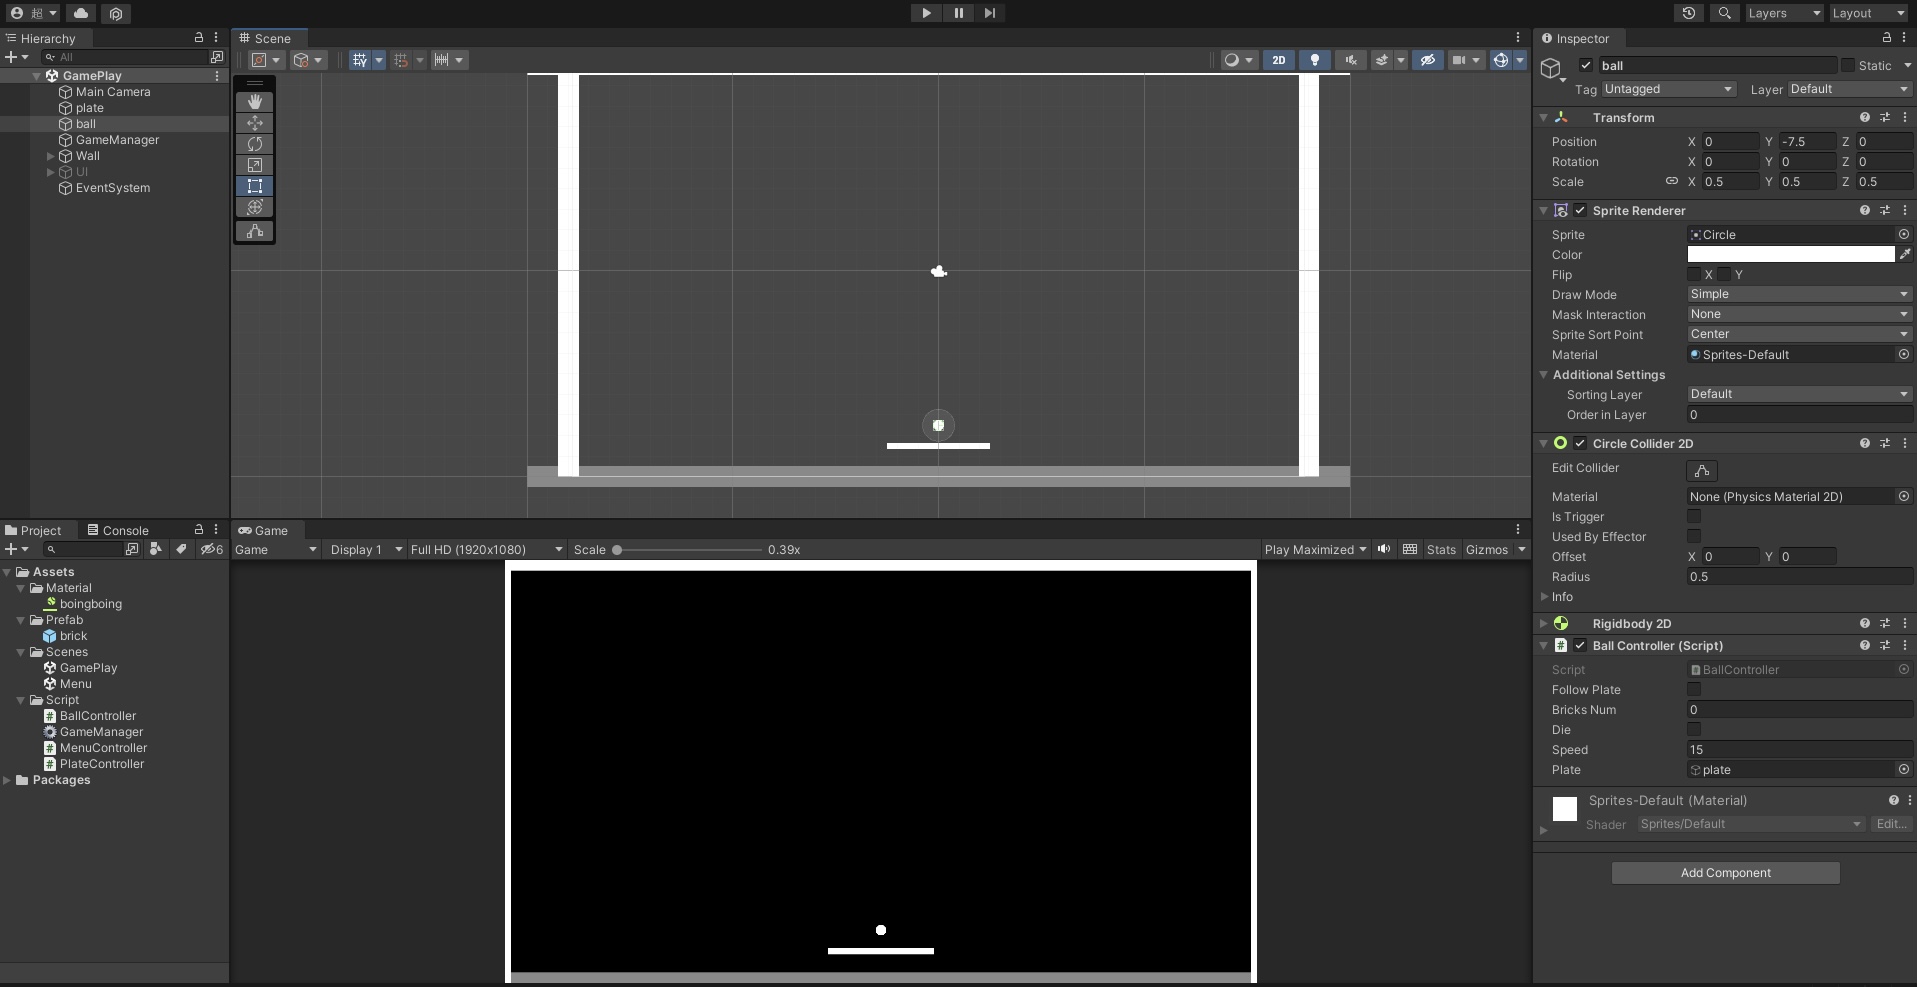 超
Layers
Layout
Hierarchy
All
GamePlay
Main Camera
plate
ball
GameManager
Wall
UI
EventSystem
Scene
2D
Inspector
ball
Static
Tag Untagged Layer Default
Transform
Position X 0 Y -7.5 Z 0
Rotation X 0 Y 0 Z 0
Scale X 0.5 Y 0.5 Z 0.5
Sprite Renderer
Sprite Circle
Color
Flip X Y
Draw Mode Simple
Mask Interaction None
Sprite Sort Point Center
Material Sprites-Default
Additional Settings
Sorting Layer Default
Order in Layer 0
Circle Collider 2D
Edit Collider
Material None (Physics Material 2D)
Is Trigger
Used By Effector
Offset X 0 Y 0
Radius 0.5
Info
Rigidbody 2D
# Ball Controller (Script)
Script BallController
Follow Plate
Bricks Num 0
Die
Speed 15
Plate plate
Sprites-Default (Material)
Shader Sprites/Default Edit...
Add Component
Project Console
6
Assets
Material
boingboing
Prefab
brick
Scenes
GamePlay
Menu
Script
# BallController
GameManager
# MenuController
# PlateController
Packages
Game
Game Display 1 Full HD (1920x1080) Scale 0.39x Play Maximized Stats Gizmos